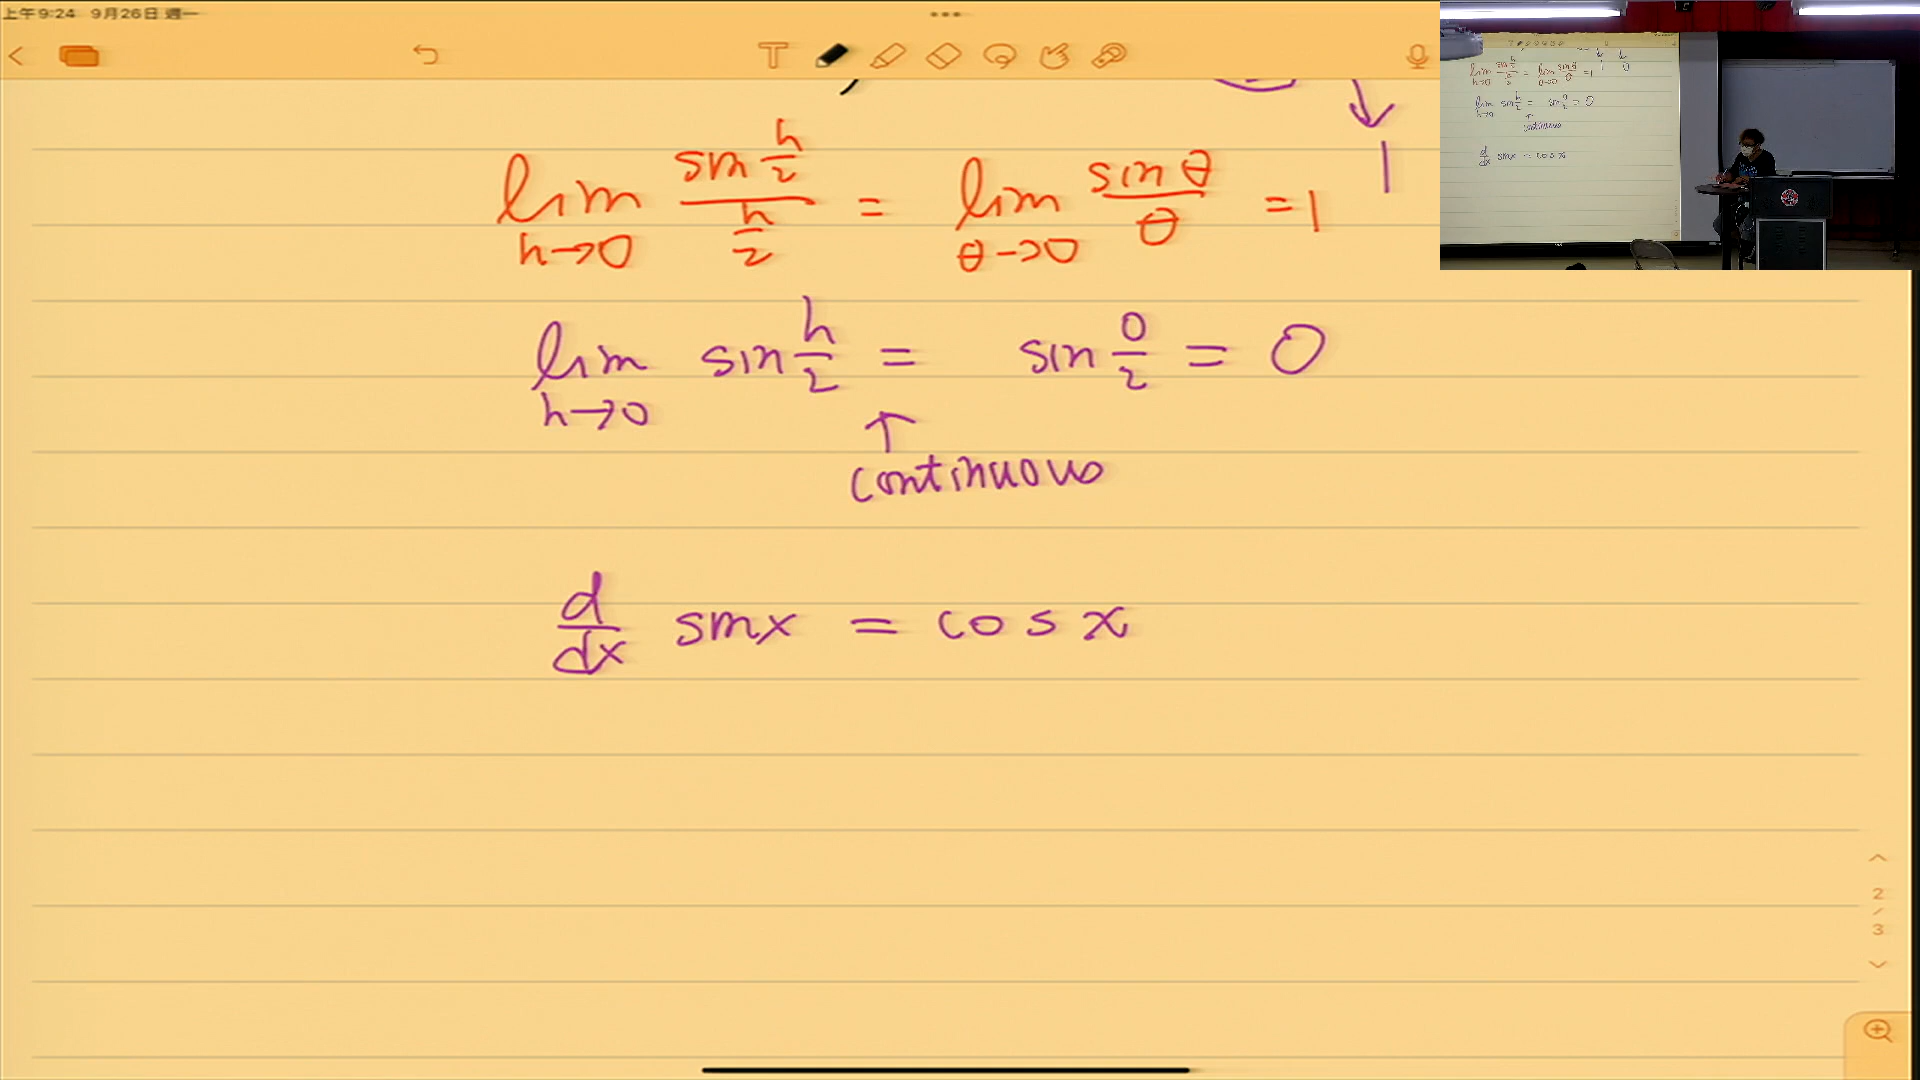 上午9:24 9月26日 週一
1
lim h→0 (sin h/2)/(h/2) = lim θ→0 (sin θ)/θ = 1
lim h→0 sin h/2 = sin 0/2 = 0
↑
continuous
d/dx sinx = cos x
2
/
3